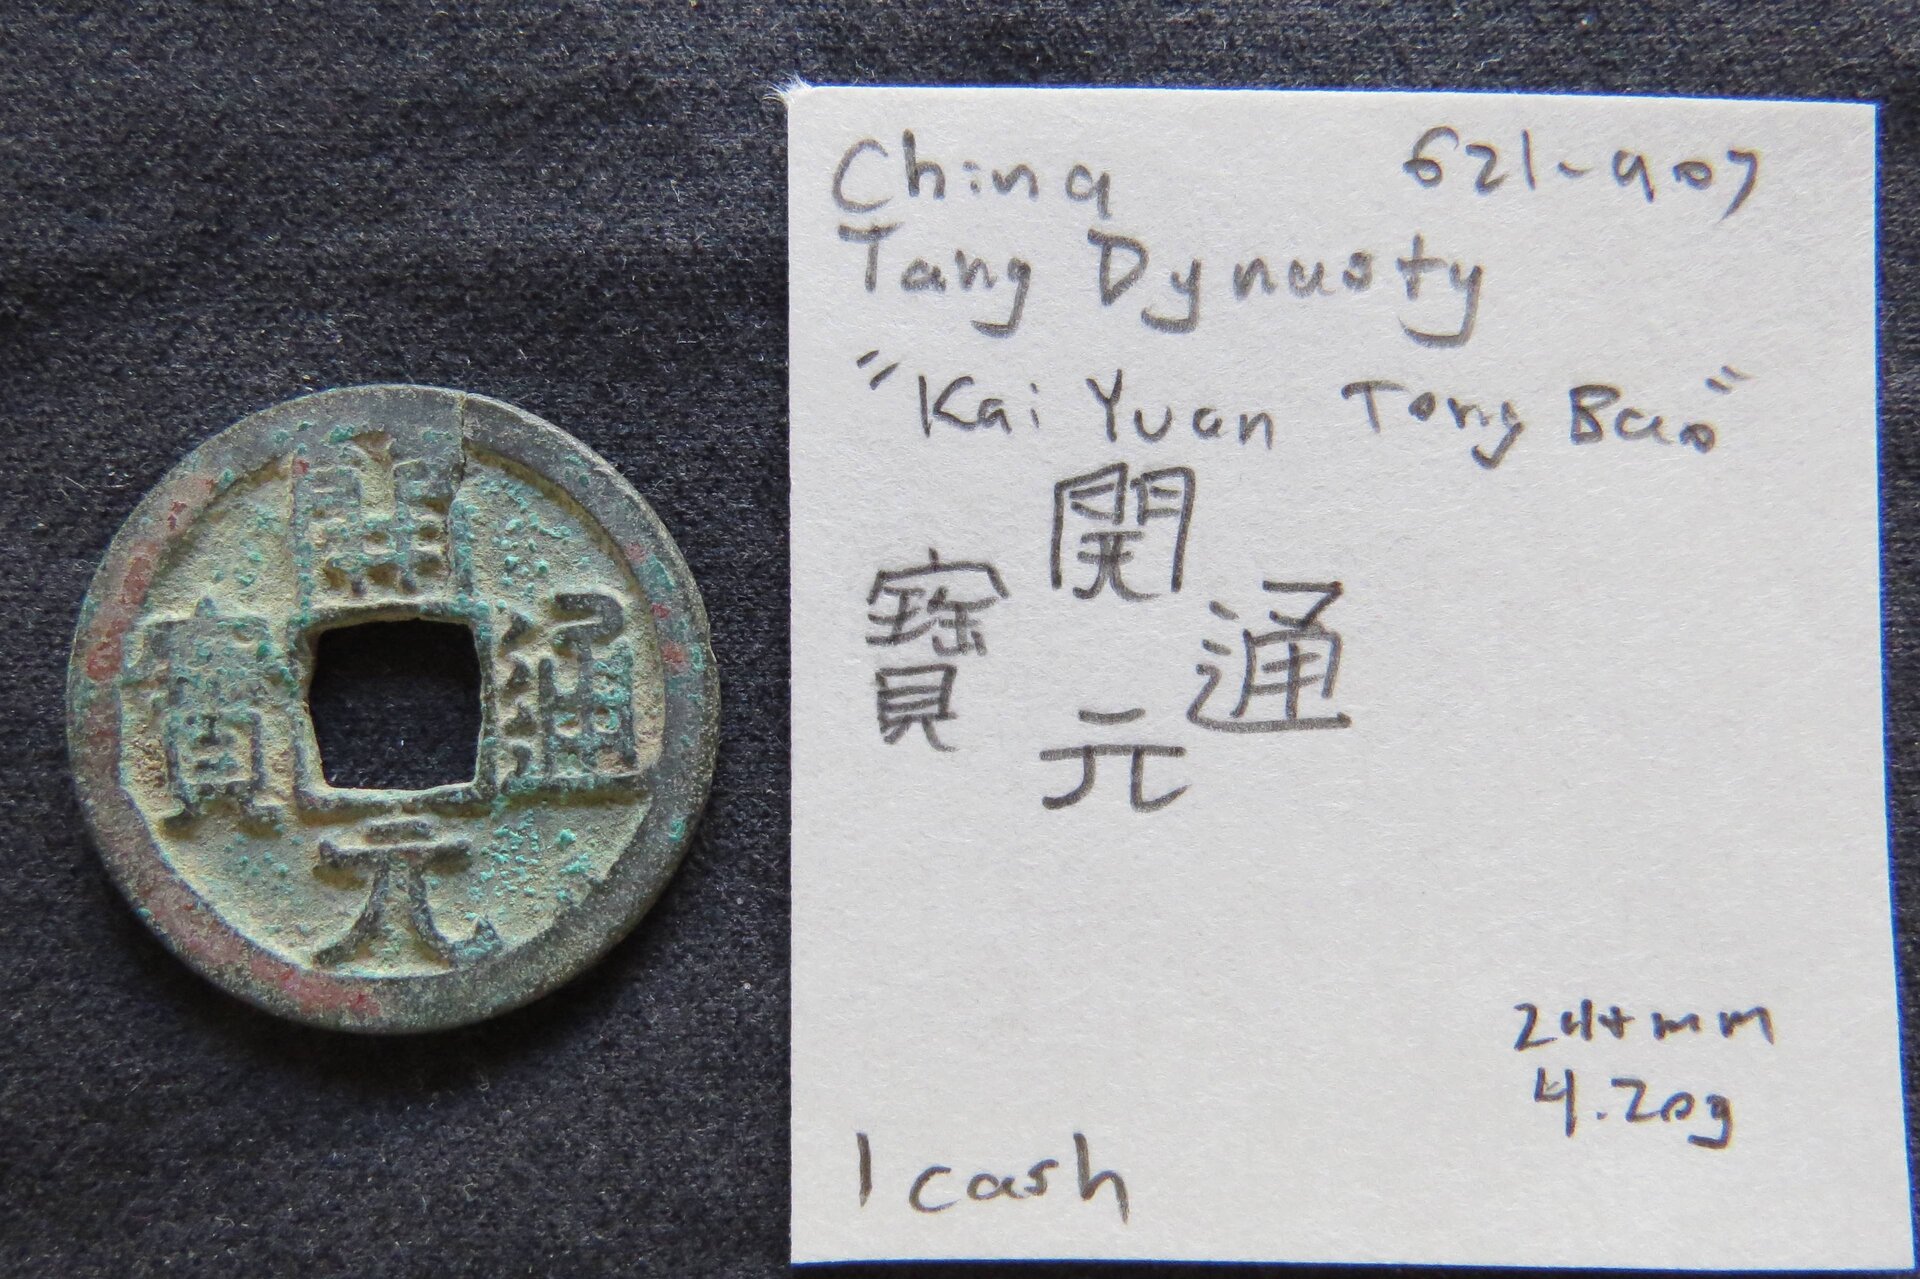 開
寶 通
元
China 621-907
Tang Dynasty
"Kai Yuan Tong Bao"
開
寶 通
元
24+mm
4.20g
1 cash